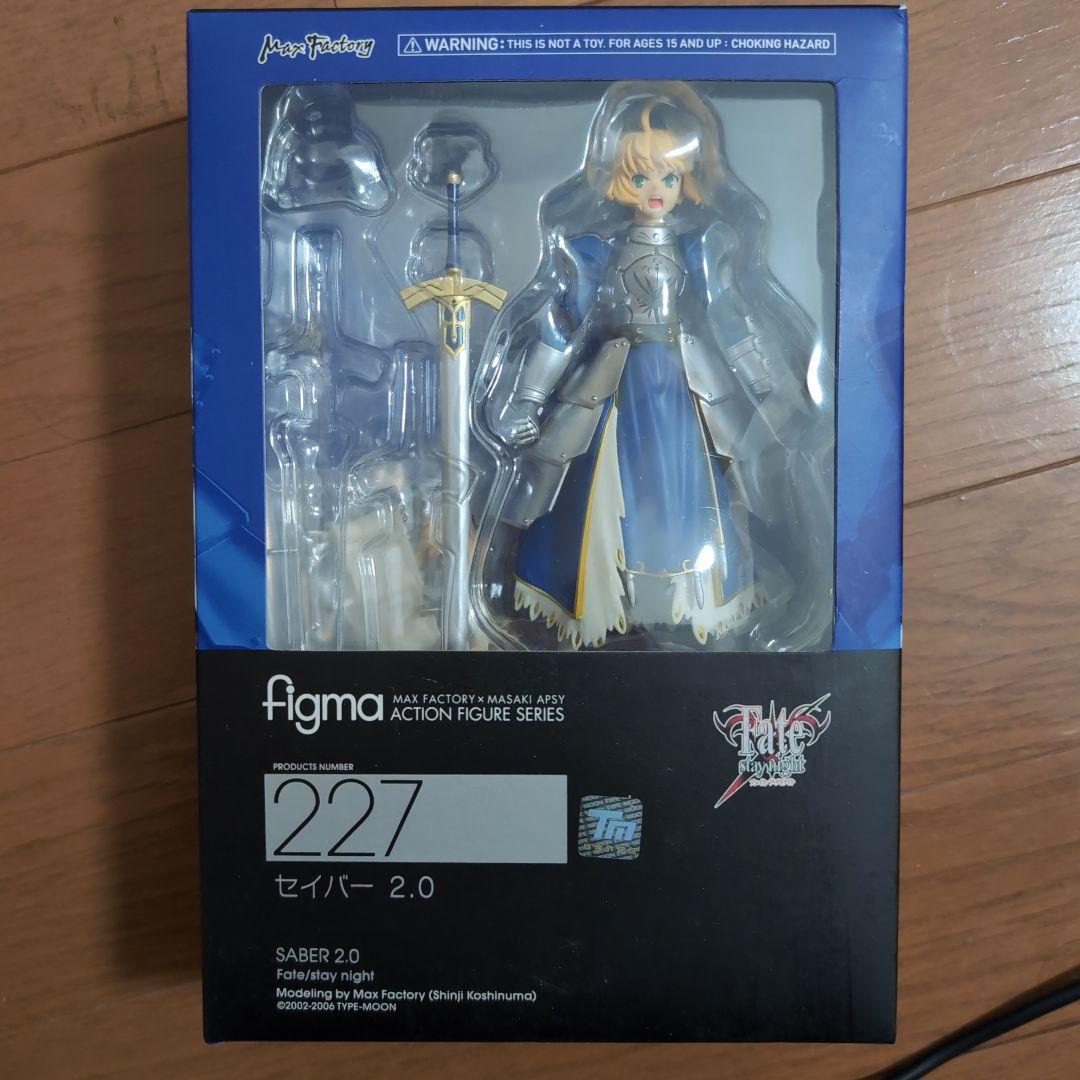 Max Factory
⚠ WARNING: THIS IS NOT A TOY. FOR AGES 15 AND UP : CHOKING HAZARD
figma
MAX FACTORY × MASAKI APSY
ACTION FIGURE SERIES
Fate
stay night
PRODUCTS NUMBER
227
TM
セイバー 2.0
SABER 2.0
Fate/stay night
Modeling by Max Factory (Shinji Koshinuma)
©2002-2006 TYPE-MOON